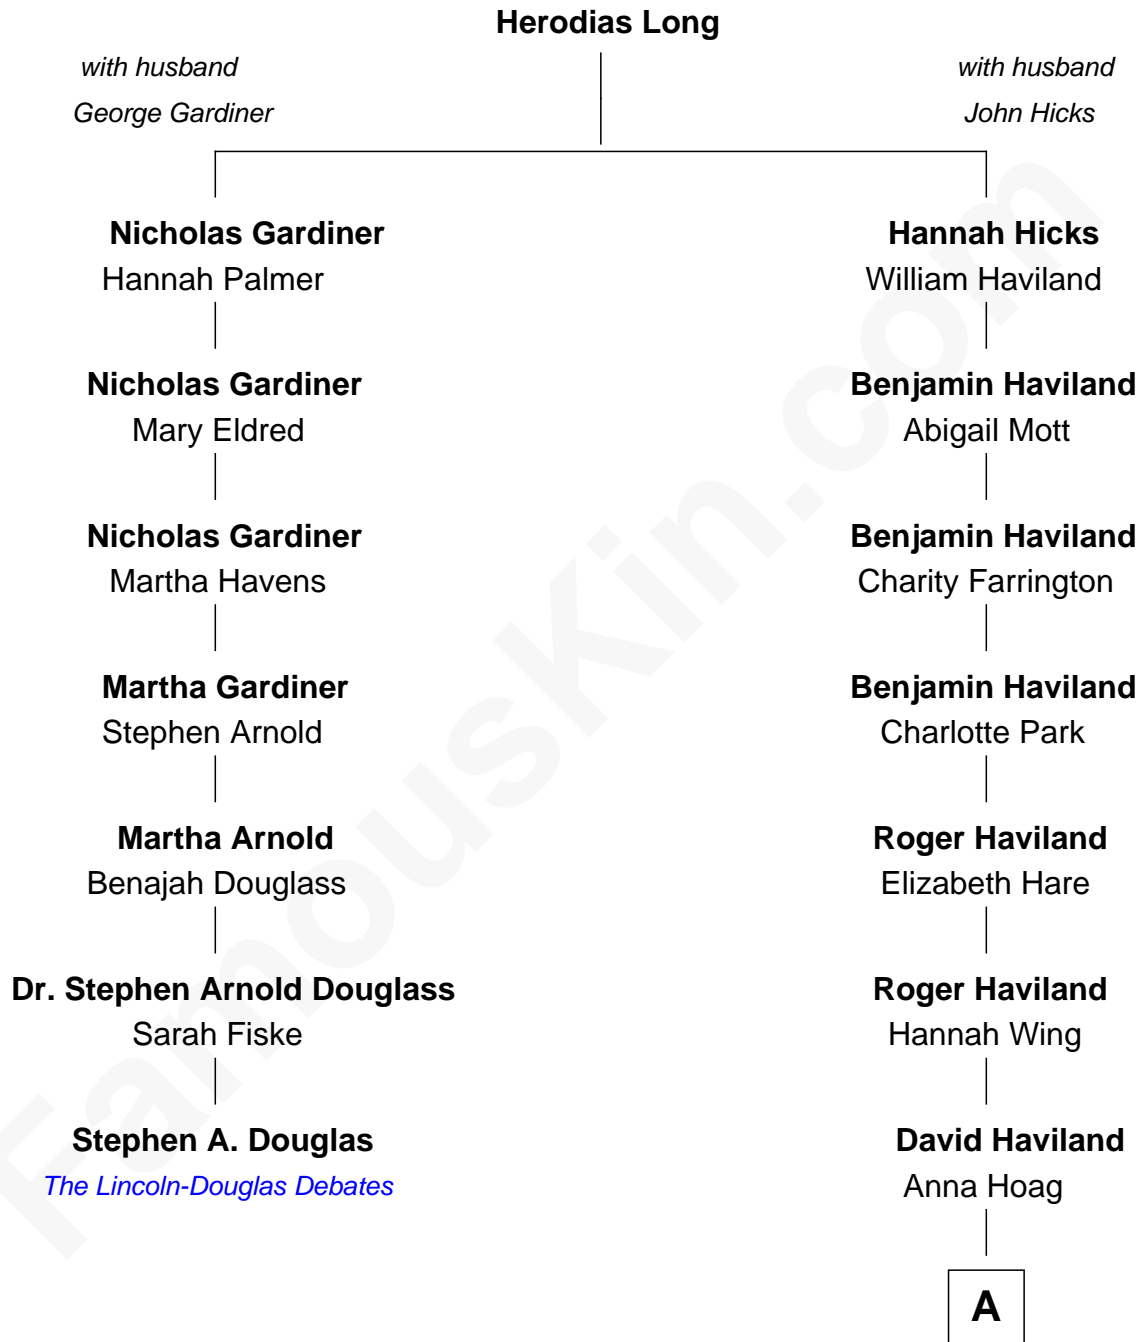 Herodias Long
with husband
George Gardiner
with husband
John Hicks
Nicholas Gardiner
Hannah Palmer
Hannah Hicks
William Haviland
Nicholas Gardiner
Mary Eldred
Benjamin Haviland
Abigail Mott
Nicholas Gardiner
Martha Havens
Benjamin Haviland
Charity Farrington
Martha Gardiner
Stephen Arnold
Benjamin Haviland
Charlotte Park
Martha Arnold
Benajah Douglass
Roger Haviland
Elizabeth Hare
Dr. Stephen Arnold Douglass
Sarah Fiske
Roger Haviland
Hannah Wing
Stephen A. Douglas
The Lincoln-Douglas Debates
David Haviland
Anna Hoag
A
FamousKin.com